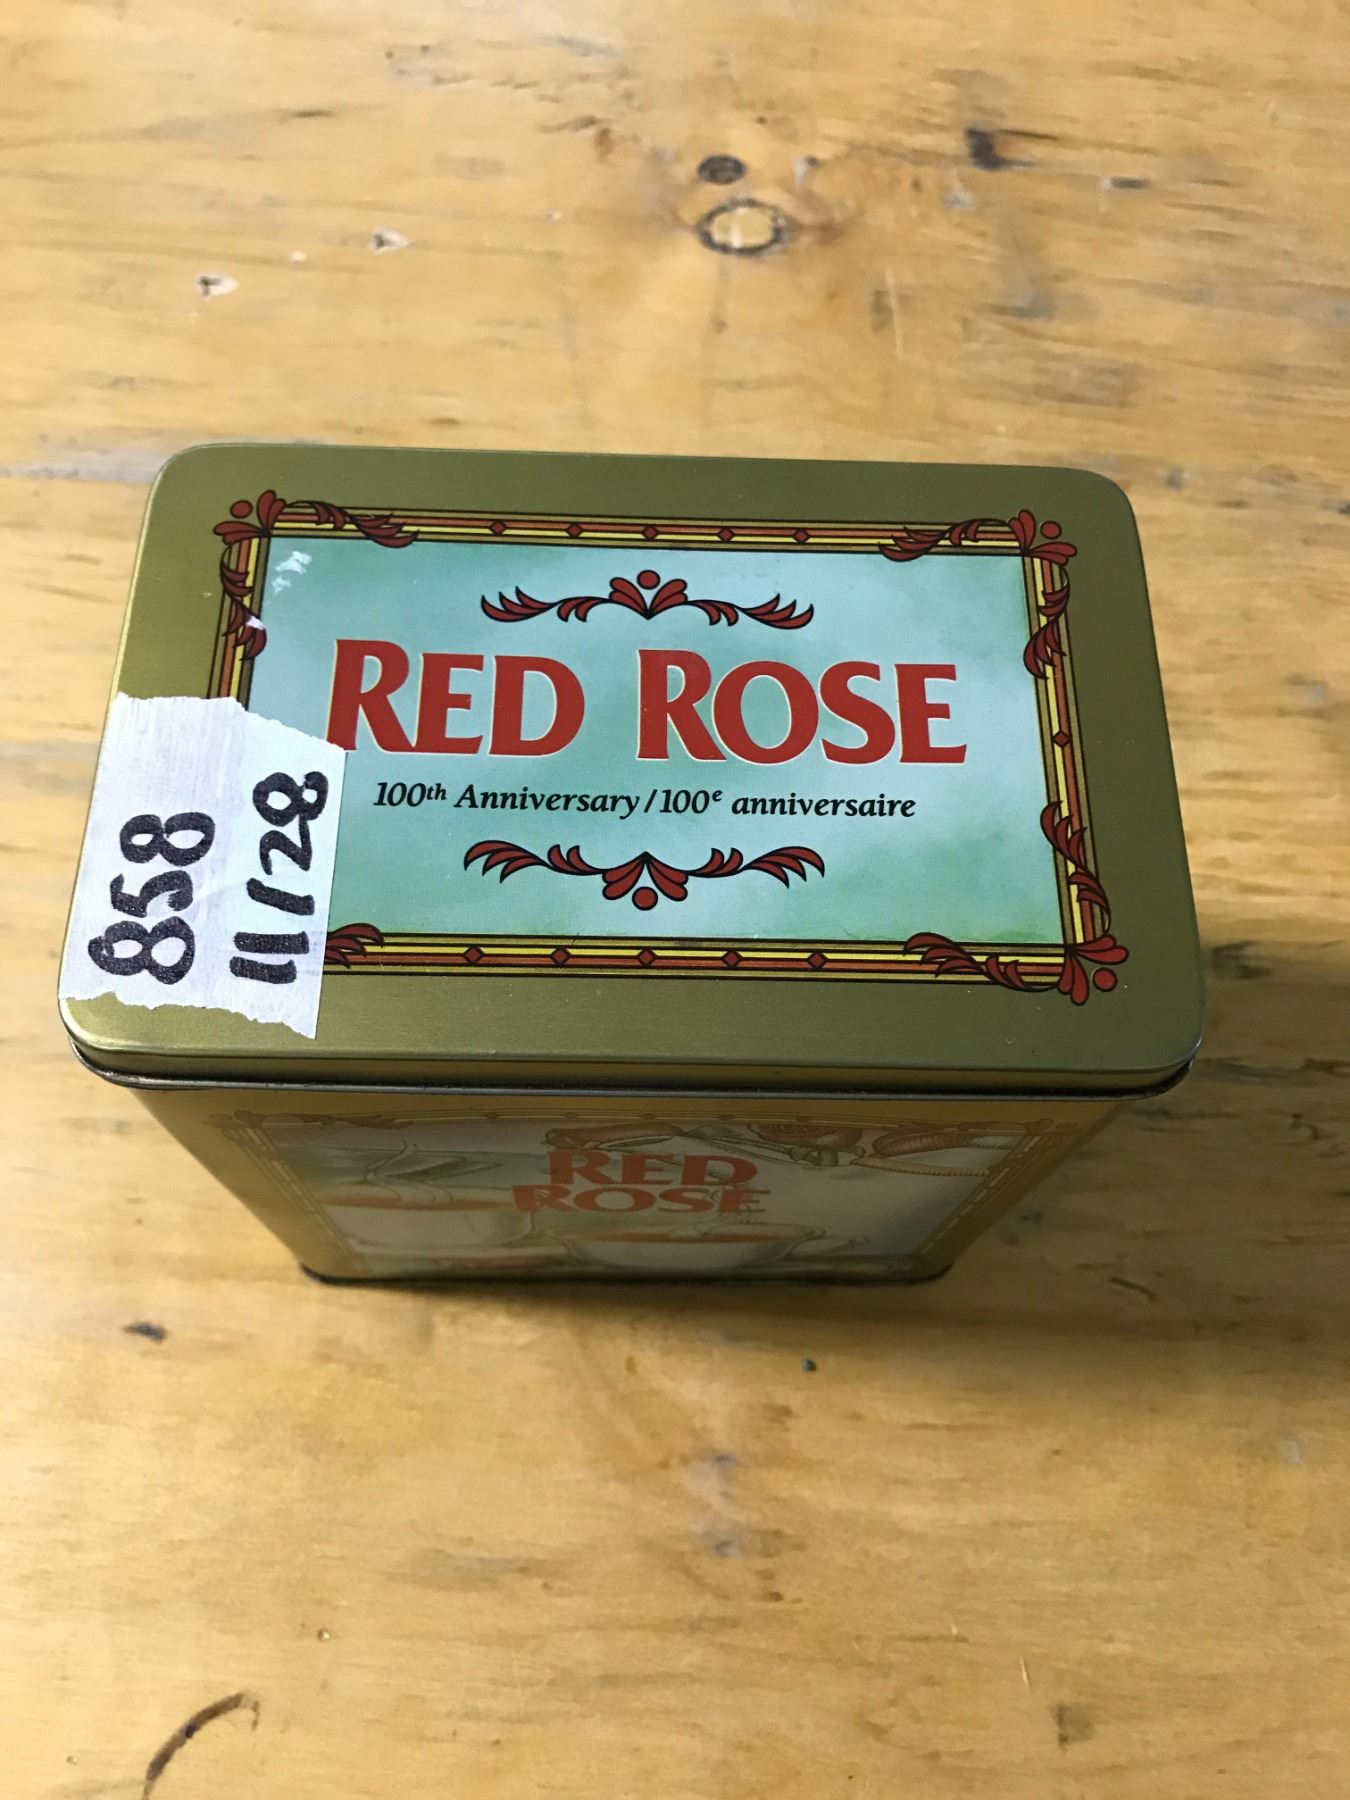 RED ROSE
100th Anniversary / 100e anniversaire
858
11/28
RED
ROSE